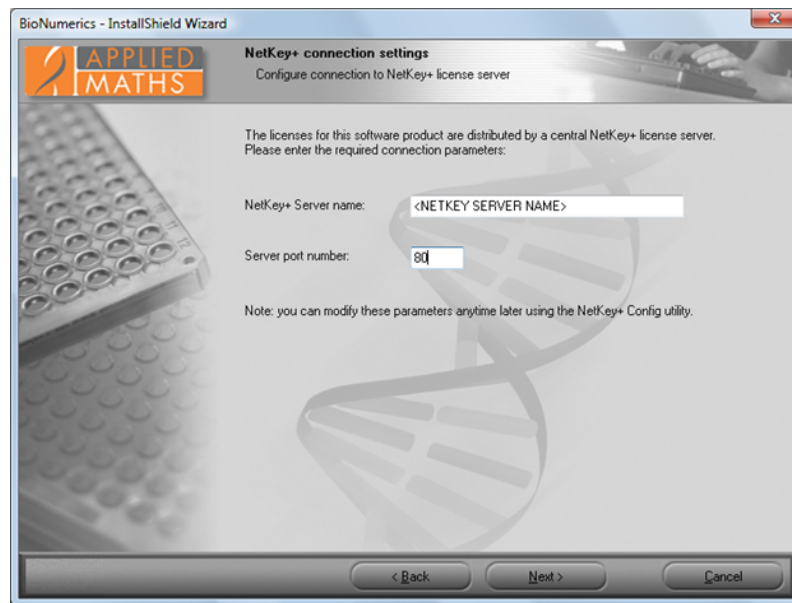 BioNumerics - InstallShield Wizard
APPLIED
MATHS
NetKey+ connection settings
Configure connection to NetKey+ license server
The licenses for this software product are distributed by a central NetKey+ license server.
Please enter the required connection parameters:
NetKey+ Server name: <NETKEY SERVER NAME>
Server port number: 80
Note: you can modify these parameters anytime later using the NetKey+ Config utility.
< Back Next > Cancel